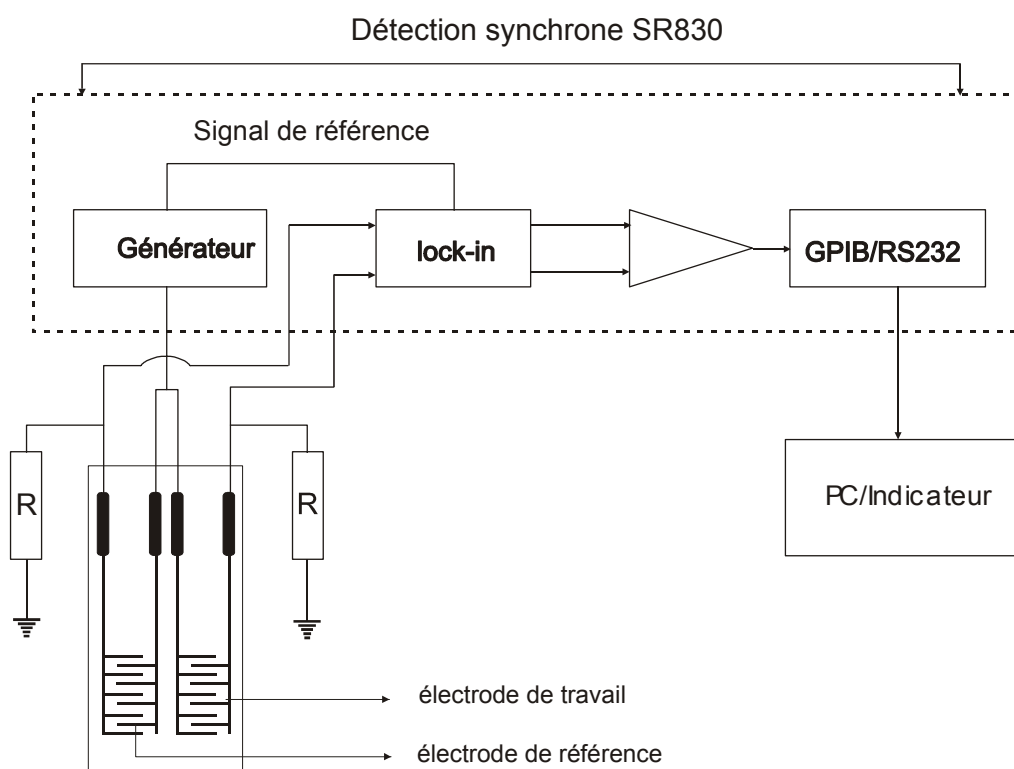 Détection synchrone SR830
Signal de référence
Générateur
lock-in
GPIB/RS232
R
R
PC/Indicateur
électrode de travail
électrode de référence